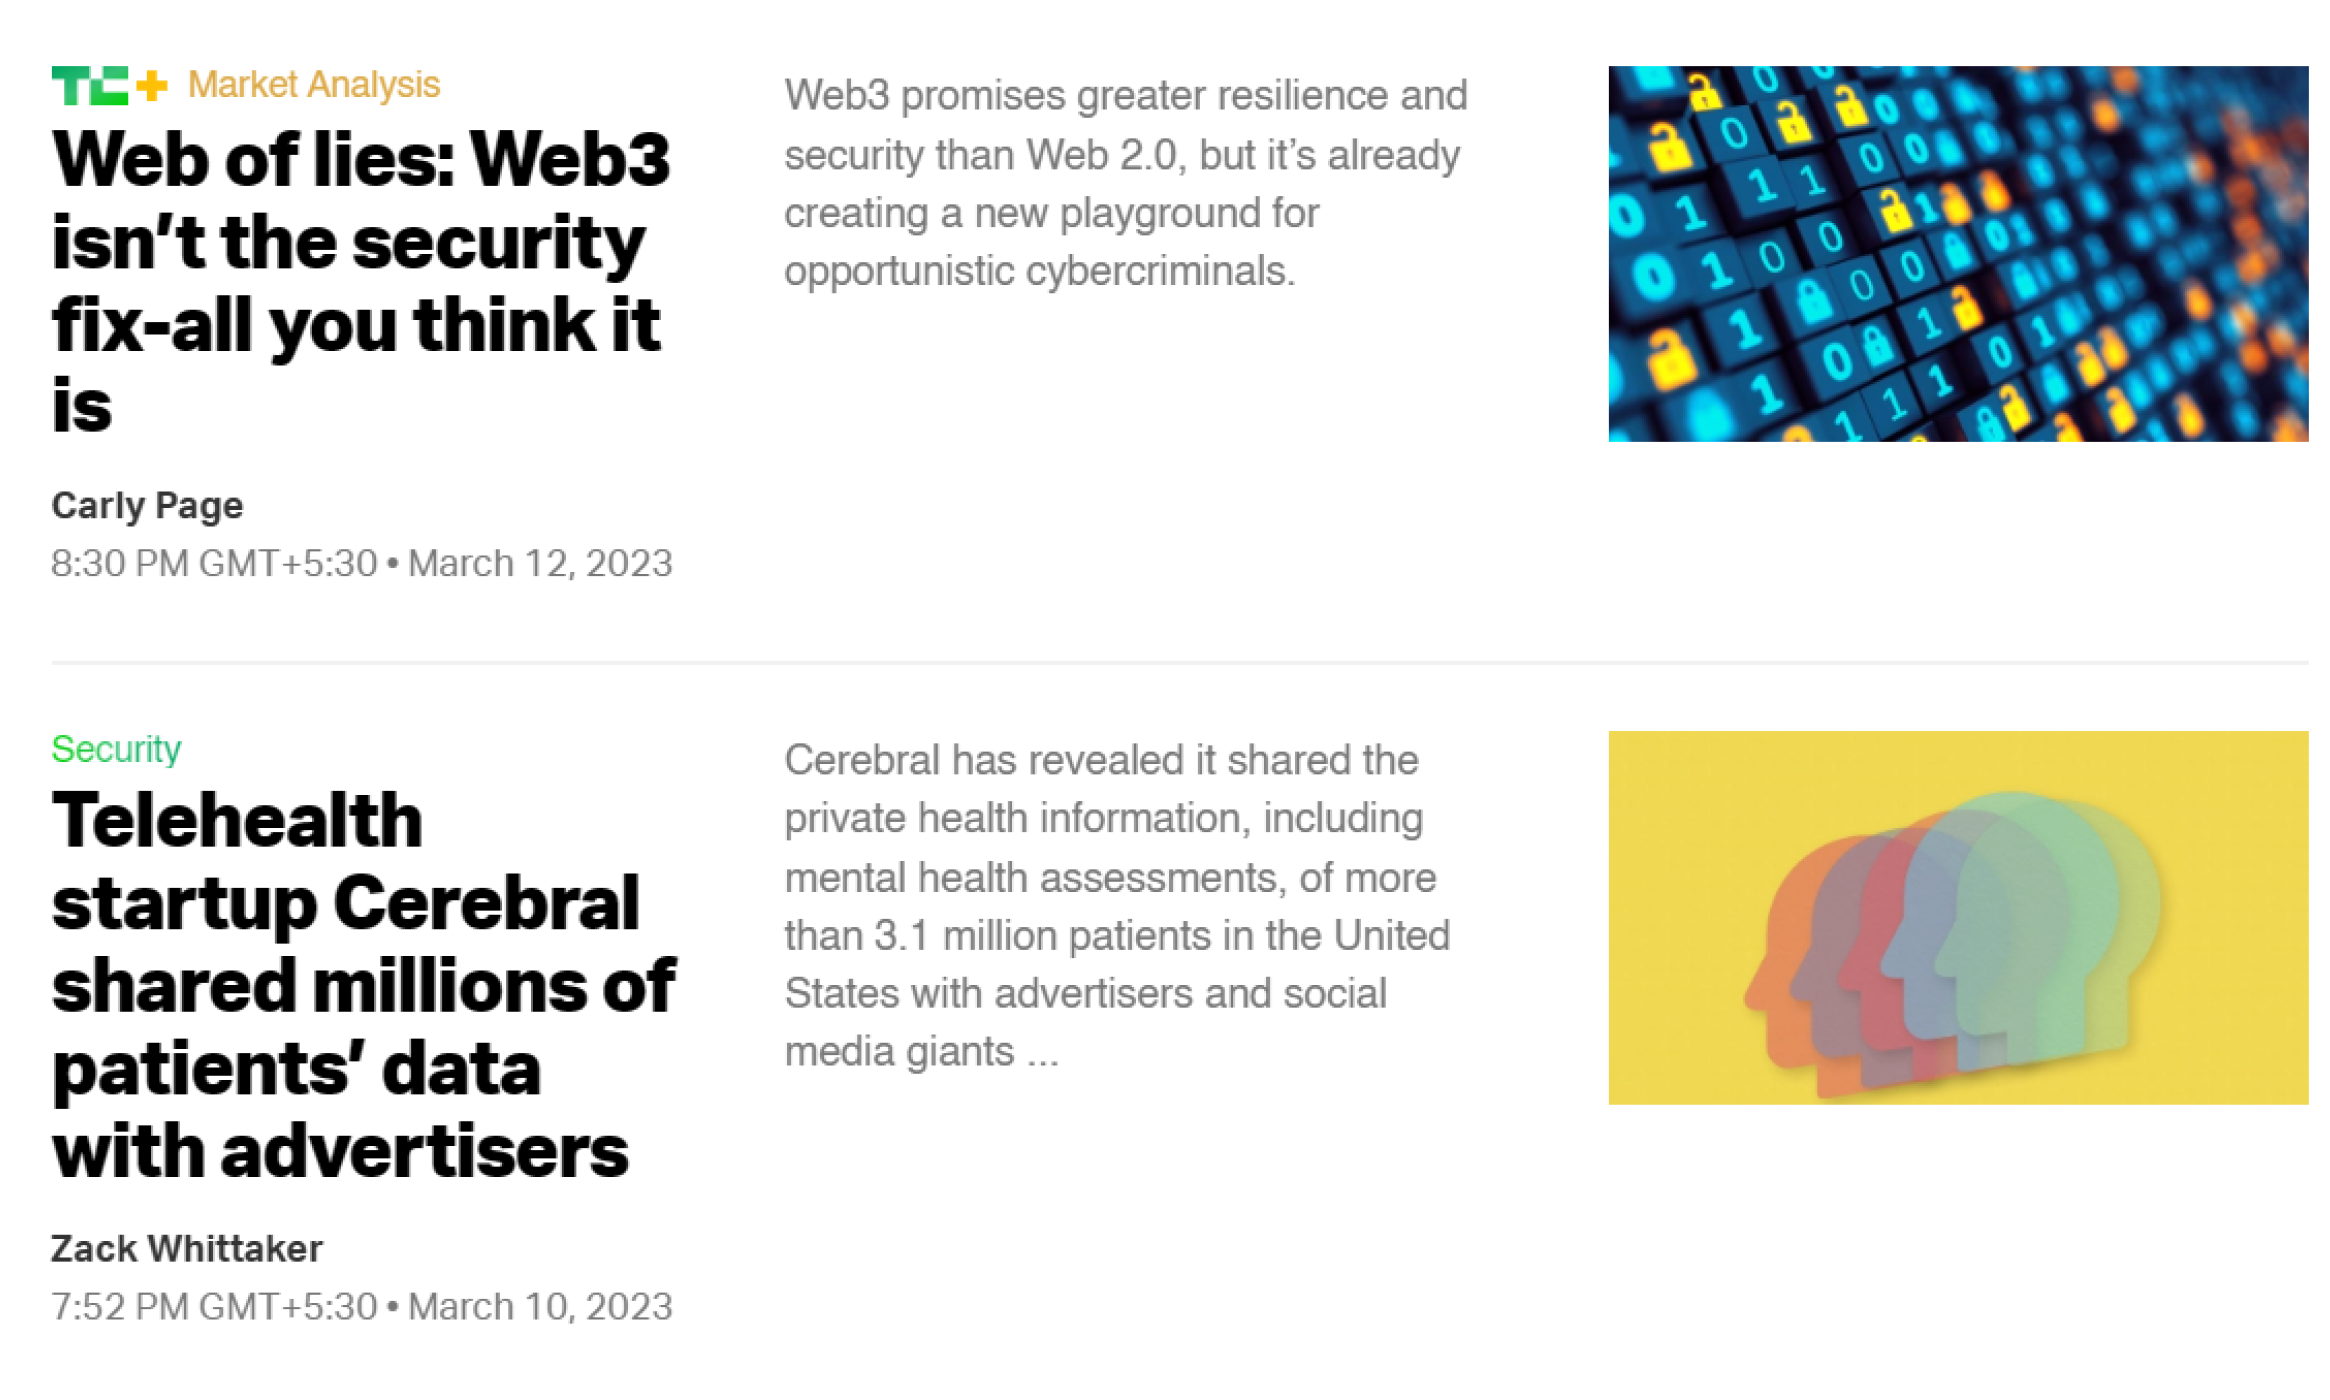 TC+ Market Analysis
Web of lies: Web3
isn’t the security
fix-all you think it
is
Carly Page
8:30 PM GMT+5:30 • March 12, 2023
Web3 promises greater resilience and
security than Web 2.0, but it’s already
creating a new playground for
opportunistic cybercriminals.
Security
Telehealth
startup Cerebral
shared millions of
patients’ data
with advertisers
Zack Whittaker
7:52 PM GMT+5:30 • March 10, 2023
Cerebral has revealed it shared the
private health information, including
mental health assessments, of more
than 3.1 million patients in the United
States with advertisers and social
media giants ...